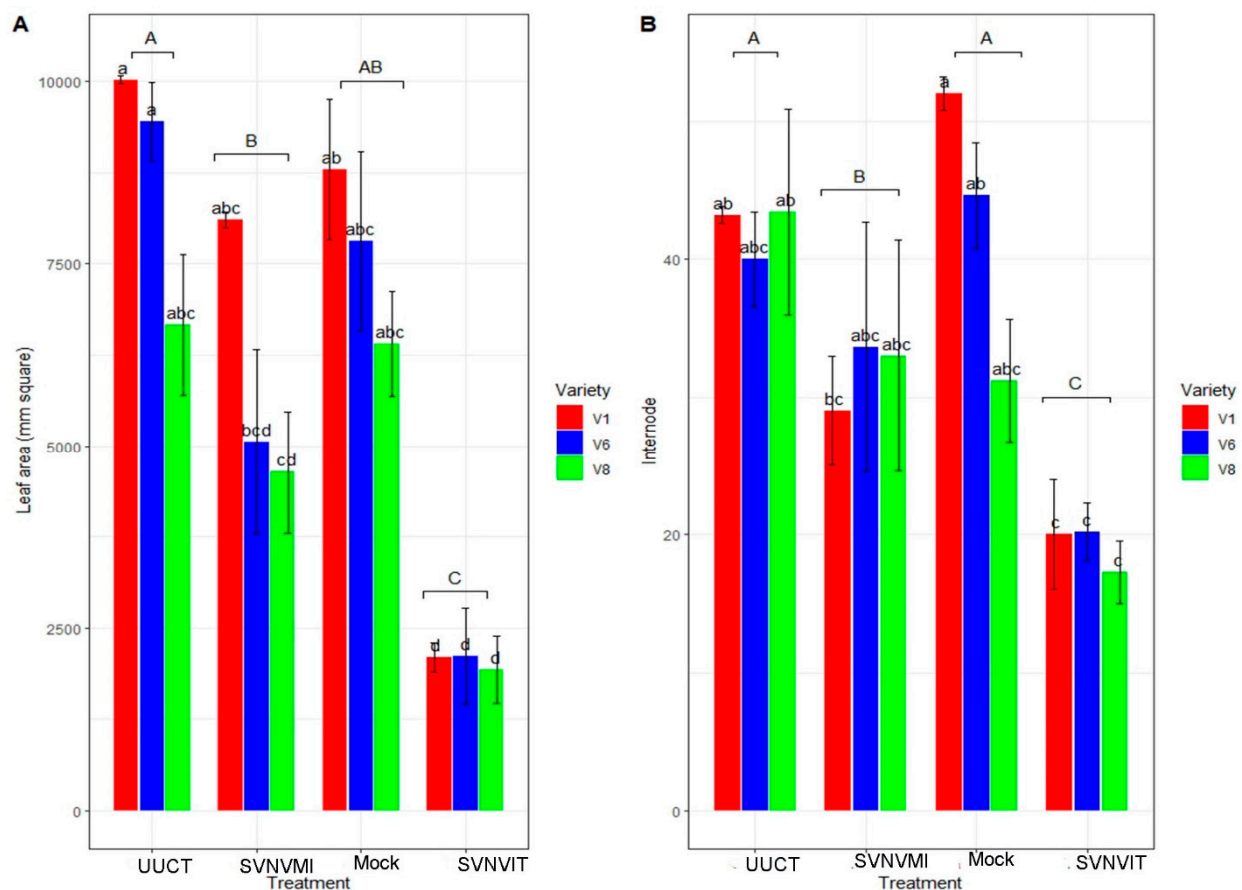 A
B
A
B
AB
C
a
a
abc
abc
bcd
cd
ab
abc
abc
d
d
d
10000
7500
5000
2500
0
Leaf area (mm square)
UUCT
SVNVMI
Mock
SVNVIT
Treatment
Variety
V1
V6
V8
A
B
A
C
ab
abc
ab
bc
abc
abc
a
ab
abc
c
c
c
40
20
0
Internode
UUCT
SVNVMI
Mock
SVNVIT
Treatment
Variety
V1
V6
V8